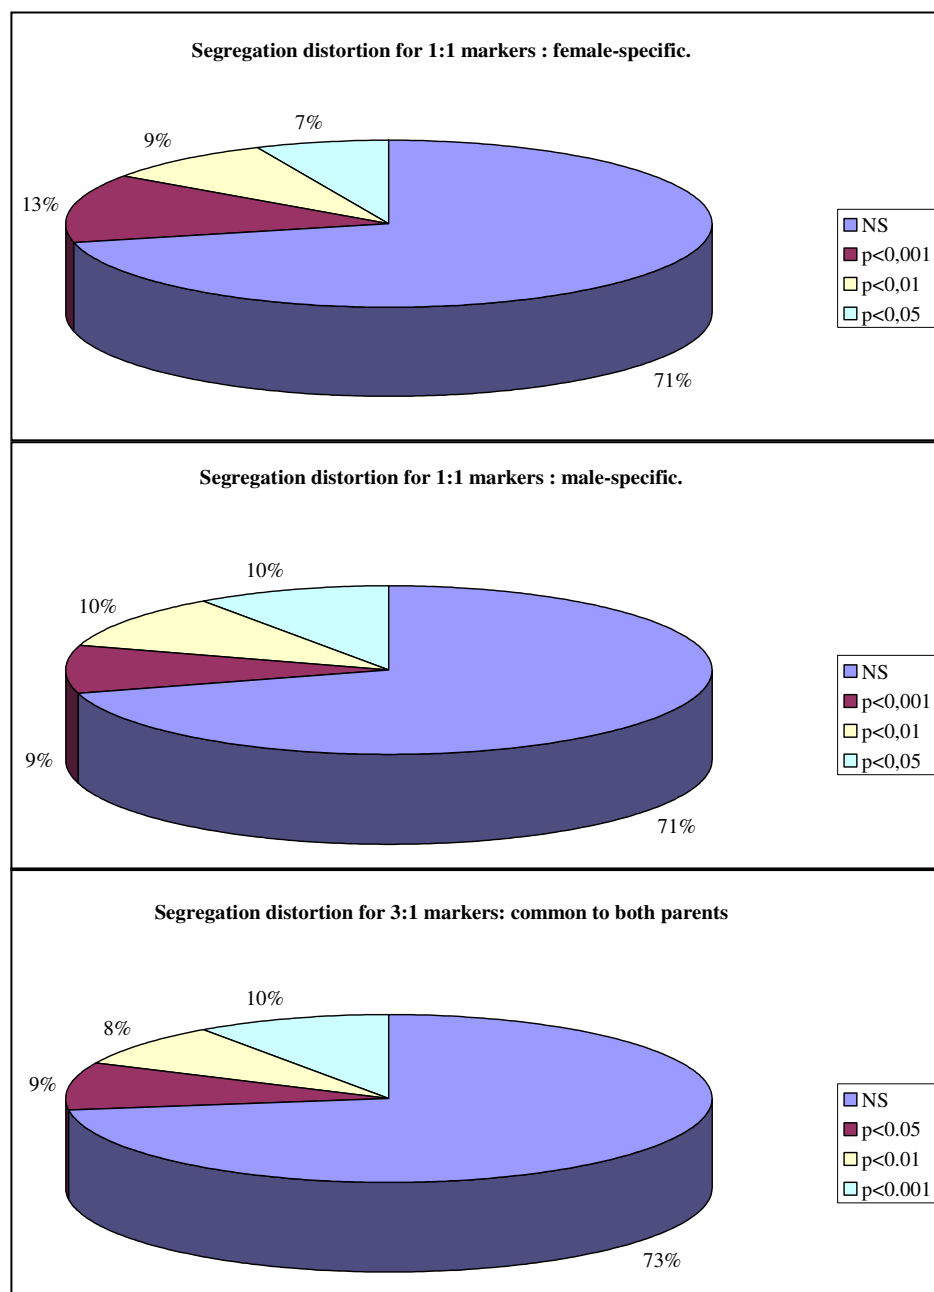 Segregation distortion for 1:1 markers : female-specific.
7%
9%
13%
71%
NS
p<0,001
p<0,01
p<0,05
Segregation distortion for 1:1 markers : male-specific.
10%
10%
9%
71%
NS
p<0,001
p<0,01
p<0,05
Segregation distortion for 3:1 markers: common to both parents
10%
8%
9%
73%
NS
p<0.05
p<0.01
p<0.001